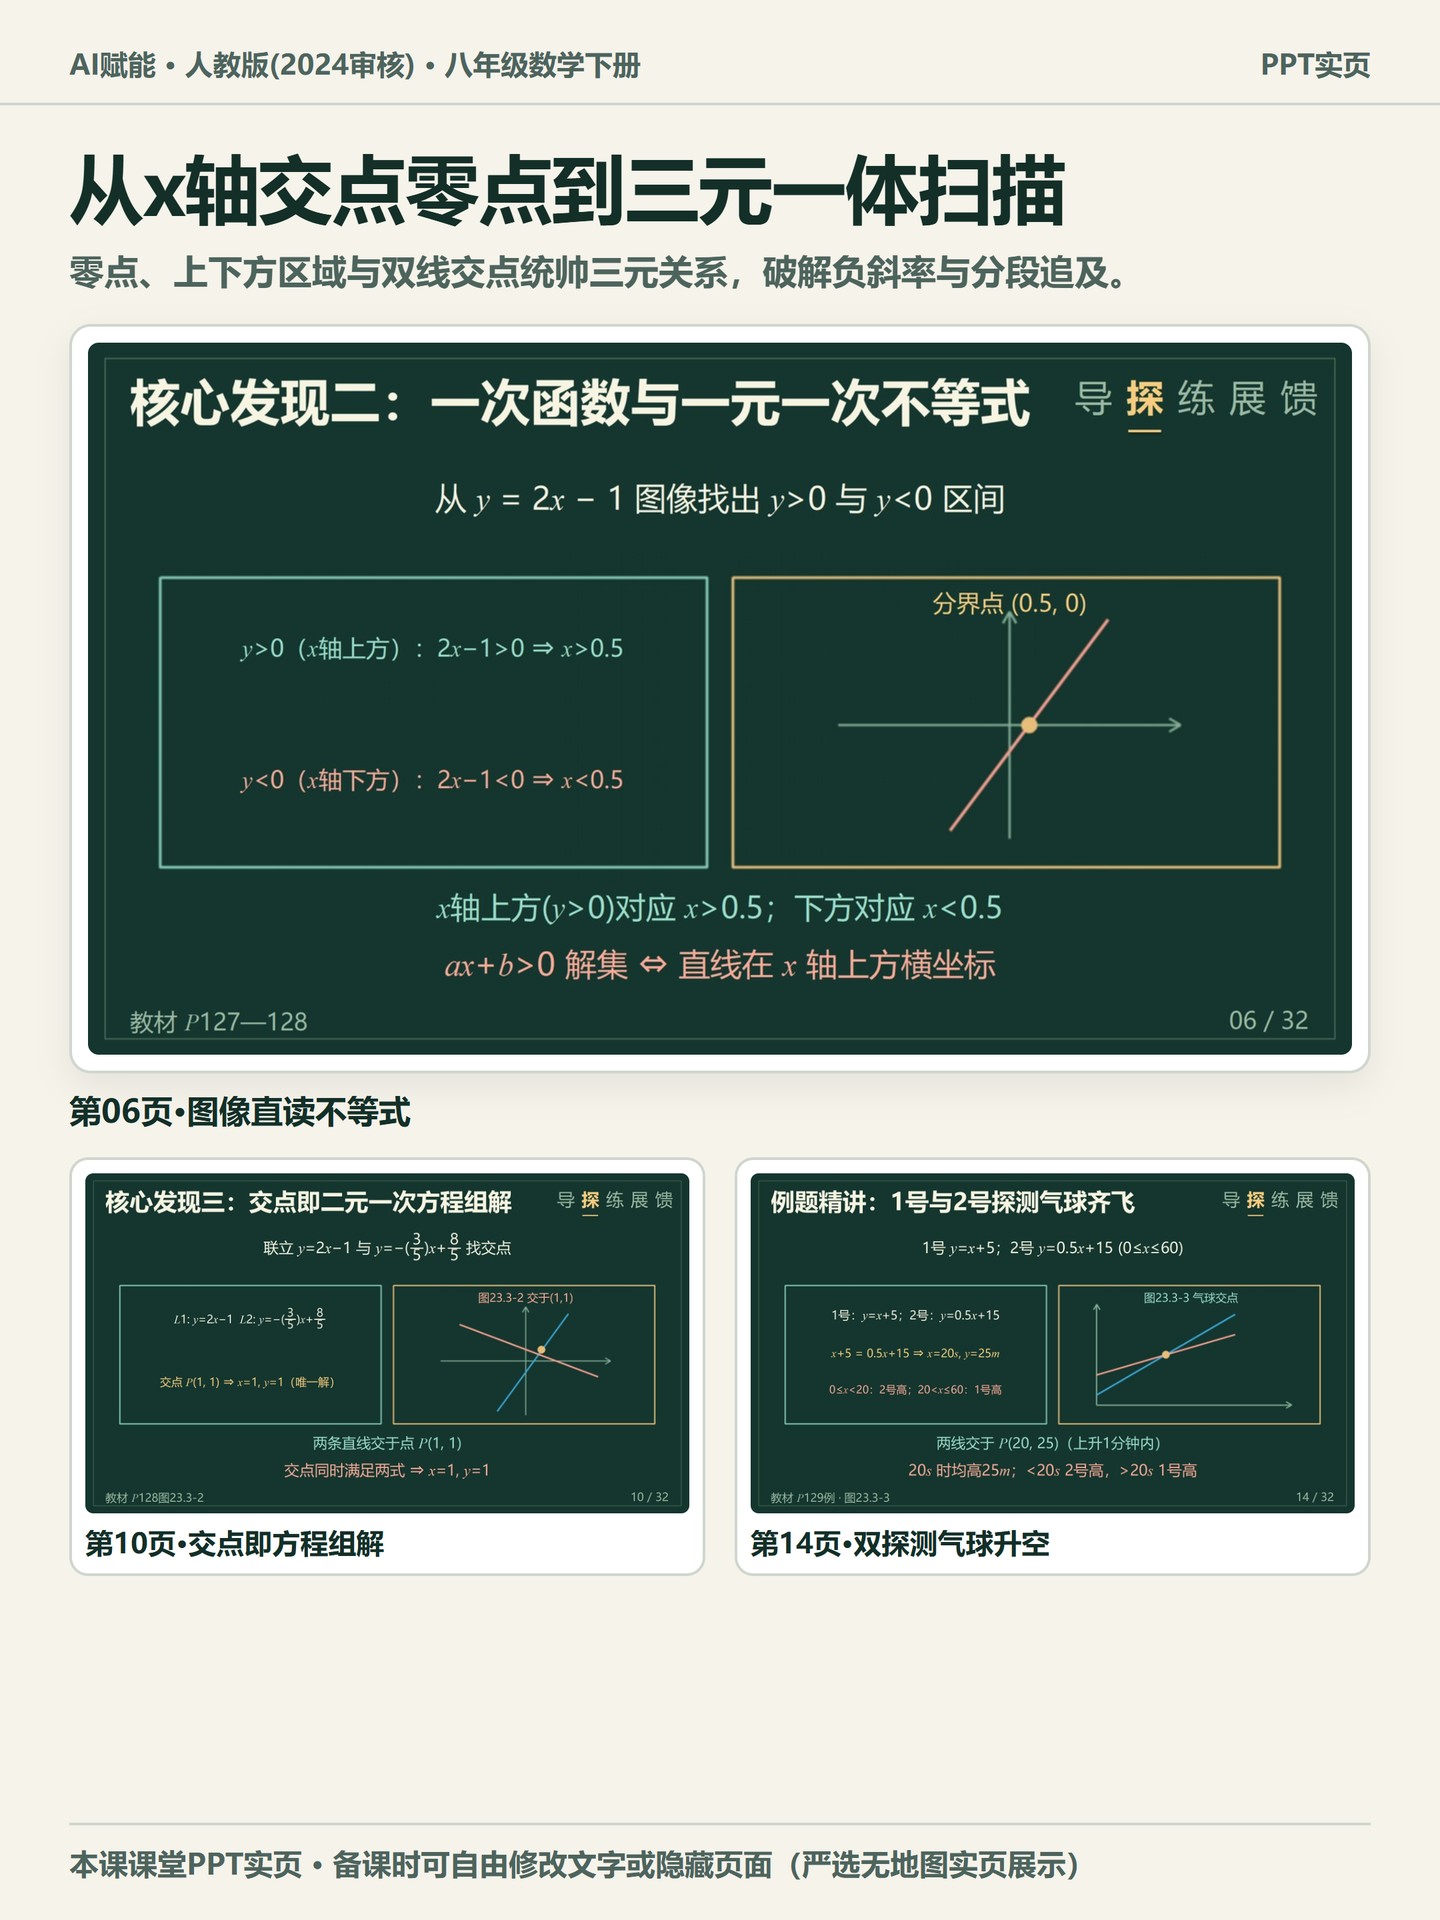 AI赋能 • 人教版(2024审核) • 八年级数学下册
PPT实页
从x轴交点零点到三元一体扫描
零点、上下方区域与双线交点统帅三元关系，破解负斜率与分段追及。
核心发现二：一次函数与一元一次不等式
导 探 练 展 馈
从 y = 2x − 1 图像找出 y>0 与 y<0 区间
y>0（x轴上方）：2x−1>0 ⇒ x>0.5
y<0（x轴下方）：2x−1<0 ⇒ x<0.5
分界点 (0.5, 0)
x轴上方(y>0)对应 x>0.5；下方对应 x<0.5
ax+b>0 解集 ⇔ 直线在 x 轴上方横坐标
教材 P127—128
06 / 32
第06页•图像直读不等式
核心发现三：交点即二元一次方程组解
导 探 练 展 馈
联立 y=2x−1 与 y=−(3/5)x+8/5 找交点
L1: y=2x−1 L2: y=−(3/5)x+8/5
交点 P(1, 1) ⇒ x=1, y=1（唯一解）
图23.3-2 交于(1,1)
两条直线交于点 P(1, 1)
交点同时满足两式 ⇒ x=1, y=1
教材 P128图23.3-2
10 / 32
第10页•交点即方程组解
例题精讲：1号与2号探测气球齐飞
导 探 练 展 馈
1号 y=x+5；2号 y=0.5x+15 (0≤x≤60)
1号：y=x+5；2号：y=0.5x+15
x+5 = 0.5x+15 ⇒ x=20s, y=25m
0≤x<20：2号高；20<x≤60：1号高
图23.3-3 气球交点
两线交于 P(20, 25)（上升1分钟内）
20s 时均高25m；<20s 2号高，>20s 1号高
教材 P129例 · 图23.3-3
14 / 32
第14页•双探测气球升空
本课课堂PPT实页 • 备课时可自由修改文字或隐藏页面（严选无地图实页展示）